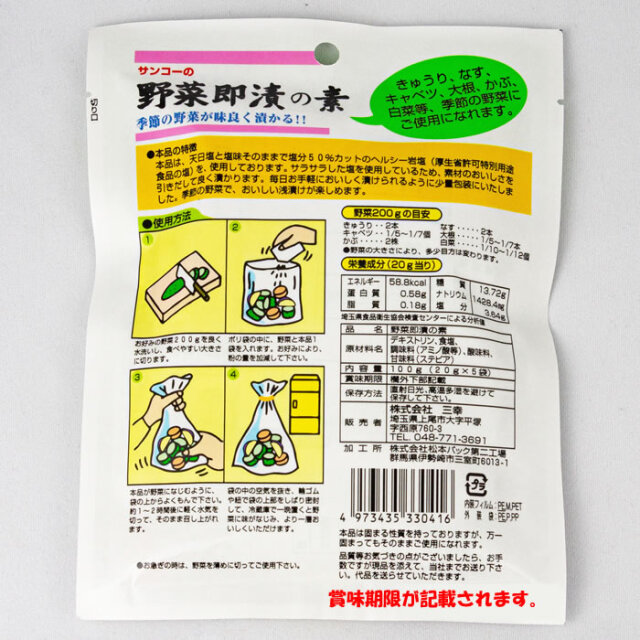 サンコーの
野菜即漬の素
季節の野菜が味良く漬かる!!
きゅうり、なす、
キャベツ、大根、かぶ、
白菜等、季節の野菜に
ご使用になれます。
●本品の特徴
本品は、天日塩と塩味そのままで塩分50%カットのヘルシー岩塩（厚生省許可特別用途
食品の塩）を、使用しております。サラサラした塩を使用しているため、素材のおいしさを
引きだして良く漬かります。毎日お手軽においしく漬けられるように少量包装にいたしま
した。季節の野菜で、おいしい浅漬けが楽しめます。
●使用方法
1
お好みの野菜200gを良く
水洗いし、食べやすい大きさ
に切ります。
2
ポリ袋の中に、野菜と本品1
袋を入れます。お好みにより、
粉の量を加減して下さい。
3
本品が野菜になじむように、
袋の上からよくもんで下さい。
約1〜2時間後に軽く水気を
切って、そのまま召し上がれ
ます。
4
袋の中の空気を抜き、輪ゴム
や紐で袋の上部をしばり密封
して、冷蔵庫で一晩置くと野
菜に味がなじみ、より一層お
いしくいただけます。
●お急ぎの時は、野菜を薄めに切ってご使用下さい。
野菜200gの目安
きゅうり・・2本 なす・・・・・2本
キャベツ・・1/5〜1/7個 大根・・・・・1/5〜1/7本
かぶ・・・・2株 白菜・・・・・1/10〜1/12個
●野菜の大きさにより、多少目方は変わります。
栄養成分（20g当り）
エネルギー 58.8kcal 糖質 13.72g
蛋白質 0.58g ナトリウム 1428.4mg
脂質 0.18g 塩分 3.64g
埼玉県食品衛生協会検査センターによる分析値
品名 野菜即漬の素
原材料名 デキストリン、食塩、
調味料（アミノ酸等）、酸味料、
甘味料（ステビア）
内容量 100g（20g×5袋）
賞味期限 欄外下部記載
保存方法 直射日光、高温多湿を避けて
保存して下さい。
販売者 株式会社 三幸
埼玉県上尾市大字平塚
字西原760-3
TEL. 048-771-3691
加工所 株式会社松本パック第二工場
群馬県伊勢崎市三室町6013-1
4 973435 330416
プラ
内装フィルム:PE,M,PET
外装袋:PE,P,PP
本品は固まる性質を持っておりますが、万一
固まってもそのままご使用になれます。
品質等お気づきの点がございましたら、お手
数ですが現品を添えて、当社までお送り下さ
い。代品を送らせていただきます。
賞味期限が記載されます。